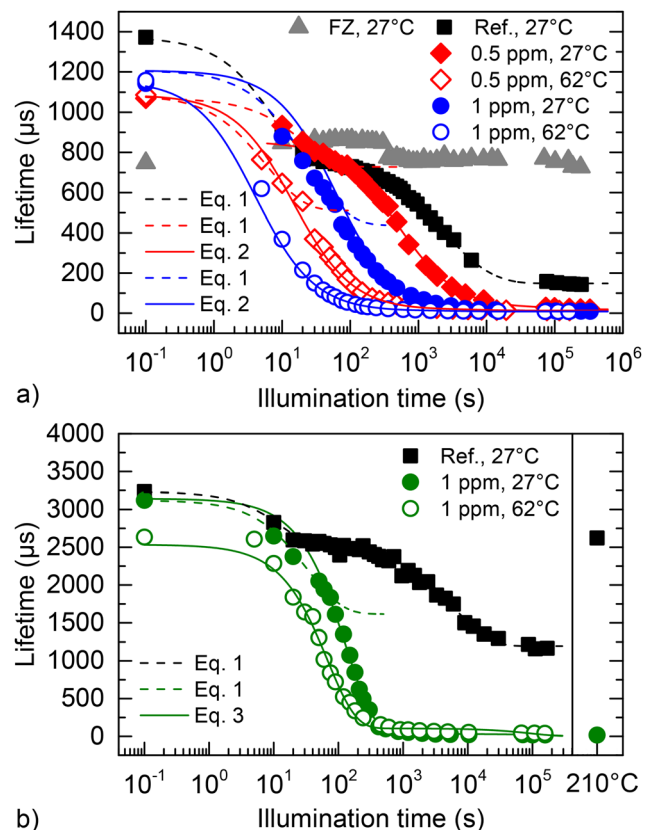 FZ, 27°C
Ref., 27°C
0.5 ppm, 27°C
0.5 ppm, 62°C
1 ppm, 27°C
1 ppm, 62°C
1400
1200
1000
800
600
400
200
0
Lifetime (µs)
Eq. 1
Eq. 1
Eq. 2
Eq. 1
Eq. 2
10⁻¹ 10⁰ 10¹ 10² 10³ 10⁴ 10⁵ 10⁶
Illumination time (s)
a)
4000
3500
3000
2500
2000
1500
1000
500
0
Lifetime (µs)
Ref., 27°C
1 ppm, 27°C
1 ppm, 62°C
Eq. 1
Eq. 1
Eq. 3
10⁻¹ 10⁰ 10¹ 10² 10³ 10⁴ 10⁵ 210°C
Illumination time (s)
b)